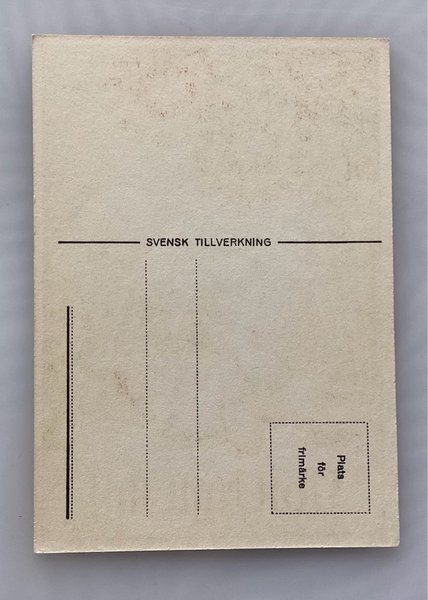 SVENSK TILLVERKNING
Plats
för
frimärke